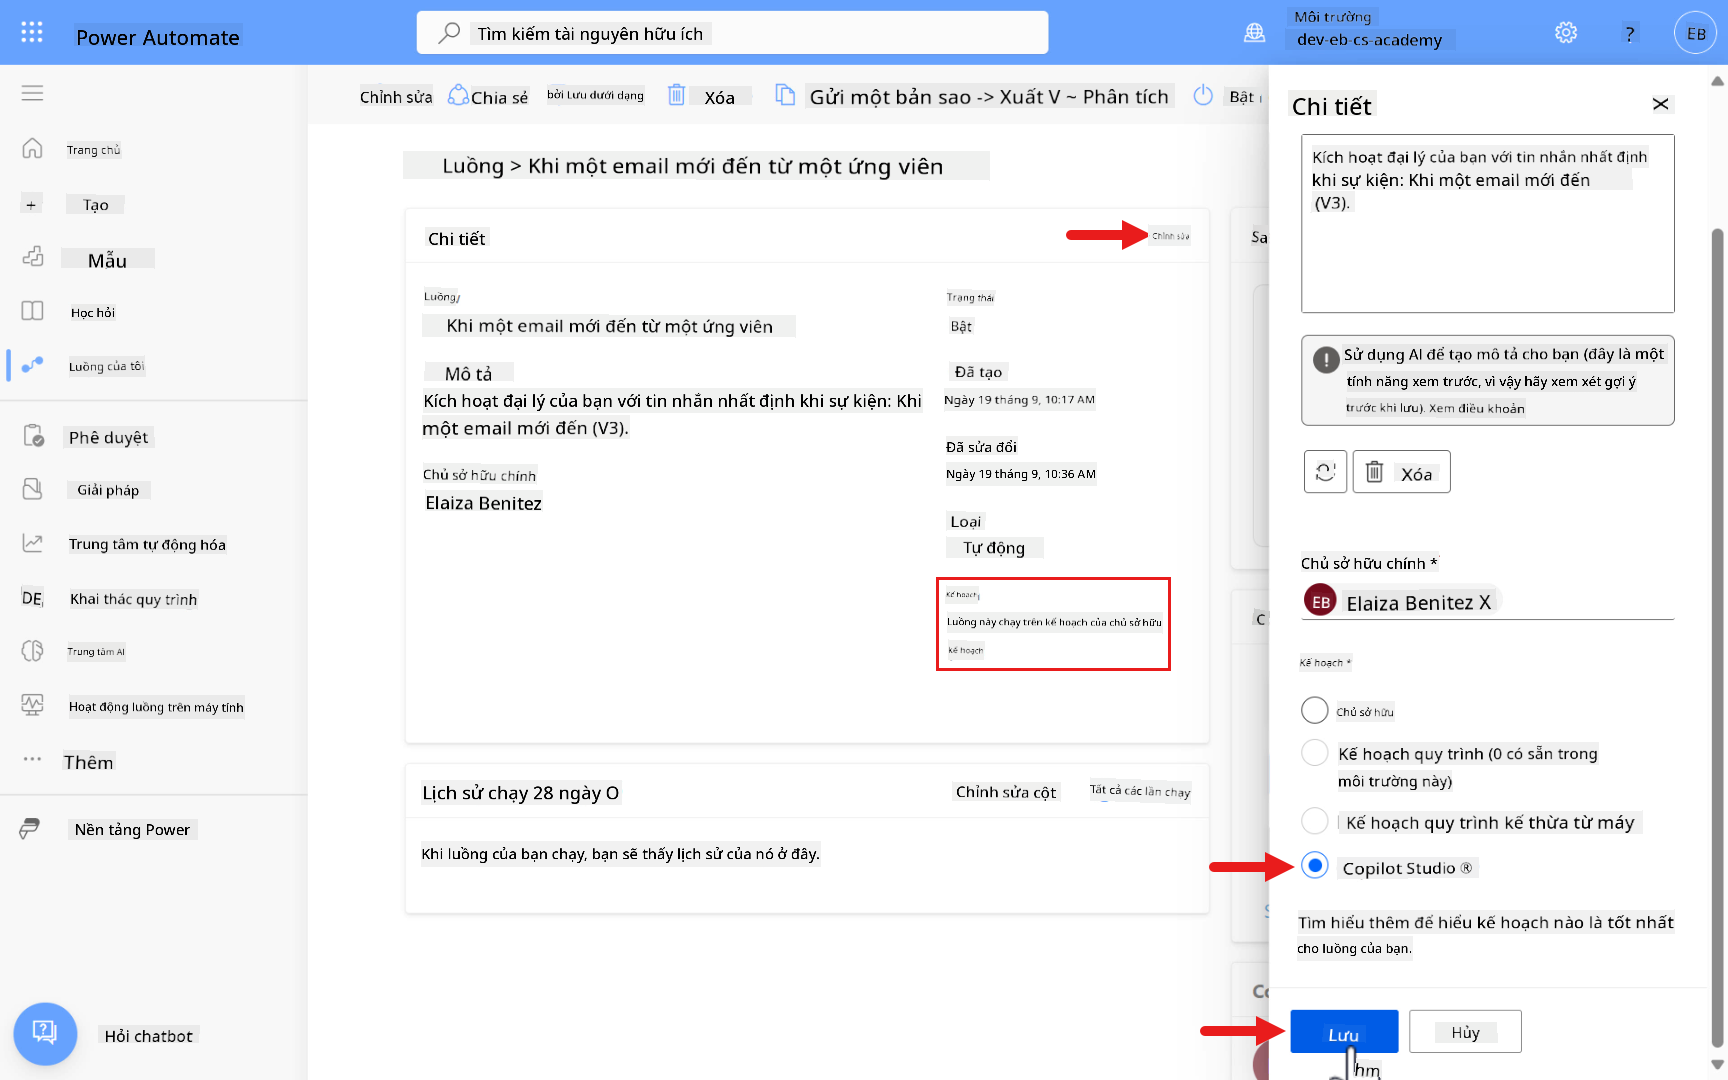 Power Automate
Tìm kiếm tài nguyên hữu ích
Môi trường
dev-eb-cs-academy
?
EB
Chỉnh sửa
Chia sẻ
bởi Lưu dưới dạng
Xóa
Gửi một bản sao -> Xuất V ~ Phân tích
Bật
Trang chủ
+ Tạo
Mẫu
Học hỏi
Luồng của tôi
Phê duyệt
Giải pháp
Trung tâm tự động hóa
DE, Khai thác quy trình
Trung tâm AI
Hoạt động luồng trên máy tính
Thêm
Nền tảng Power
Hỏi chatbot
Luồng > Khi một email mới đến từ một ứng viên
Chi tiết
Chỉnh sửa
Luồng
Khi một email mới đến từ một ứng viên
Mô tả
Kích hoạt đại lý của bạn với tin nhắn nhất định khi sự kiện: Khi
một email mới đến (V3).
Chủ sở hữu chính
Elaiza Benitez
Trạng thái
Bật
Đã tạo
Ngày 19 tháng 9, 10:17 AM
Đã sửa đổi
Ngày 19 tháng 9, 10:36 AM
Loại
Tự động
Kế hoạch
Luồng này chạy trên kế hoạch của chủ sở hữu
kế hoạch
Lịch sử chạy 28 ngày O
Chỉnh sửa cột
Tất cả các lần chạy
Khi luồng của bạn chạy, bạn sẽ thấy lịch sử của nó ở đây.
Sa
C
Chi tiết
Kích hoạt đại lý của bạn với tin nhắn nhất định
khi sự kiện: Khi một email mới đến
(V3).
Sử dụng AI để tạo mô tả cho bạn (đây là một
tính năng xem trước, vì vậy hãy xem xét gợi ý
trước khi lưu). Xem điều khoản
Xóa
Chủ sở hữu chính *
EB Elaiza Benitez X
Kế hoạch *
Chủ sở hữu
Kế hoạch quy trình (0 có sẵn trong
môi trường này)
Kế hoạch quy trình kế thừa từ máy
Copilot Studio ®
Tìm hiểu thêm để hiểu kế hoạch nào là tốt nhất
cho luồng của bạn.
Lưu
Hủy